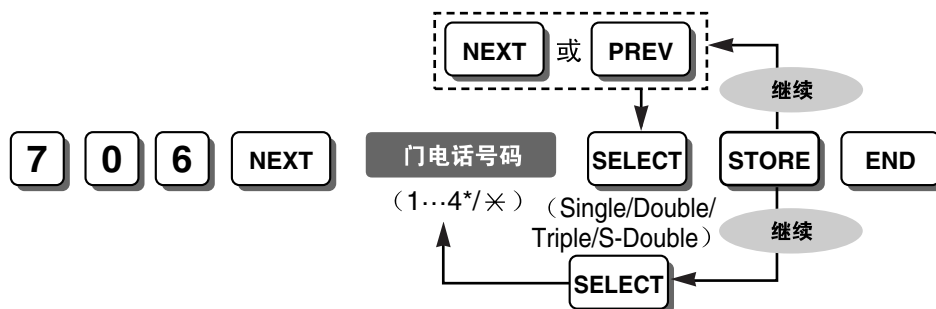 NEXT 或 PREV
继续
7 0 6 NEXT 门电话号码 SELECT STORE END
（1…4*/✳） （Single/Double/
Triple/S-Double）
继续
SELECT